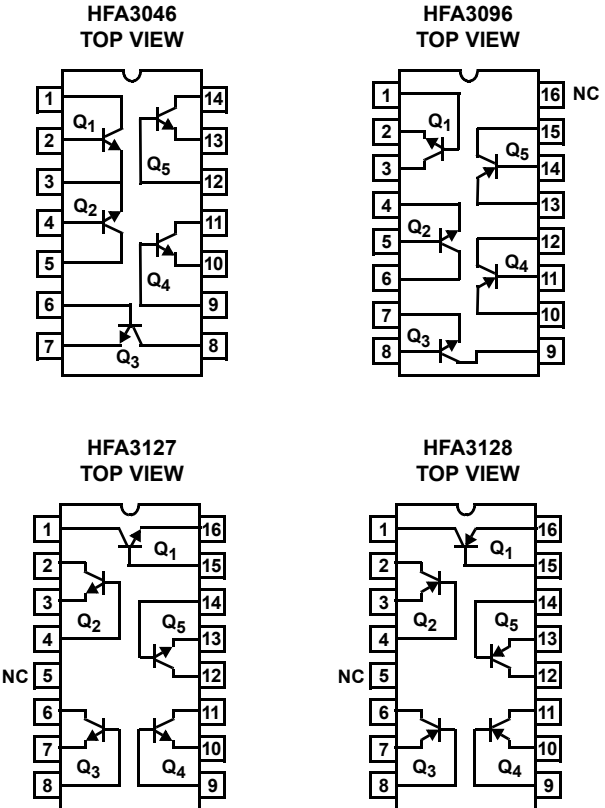 HFA3046
TOP VIEW
1
2
3
4
5
6
7
14
13
12
11
10
9
8
Q1
Q2
Q3
Q4
Q5
HFA3096
TOP VIEW
1
2
3
4
5
6
7
8
16 NC
15
14
13
12
11
10
9
Q1
Q2
Q3
Q4
Q5
HFA3127
TOP VIEW
1
2
3
4
NC 5
6
7
8
16
15
14
13
12
11
10
9
Q1
Q2
Q3
Q4
Q5
HFA3128
TOP VIEW
1
2
3
4
NC 5
6
7
8
16
15
14
13
12
11
10
9
Q1
Q2
Q3
Q4
Q5